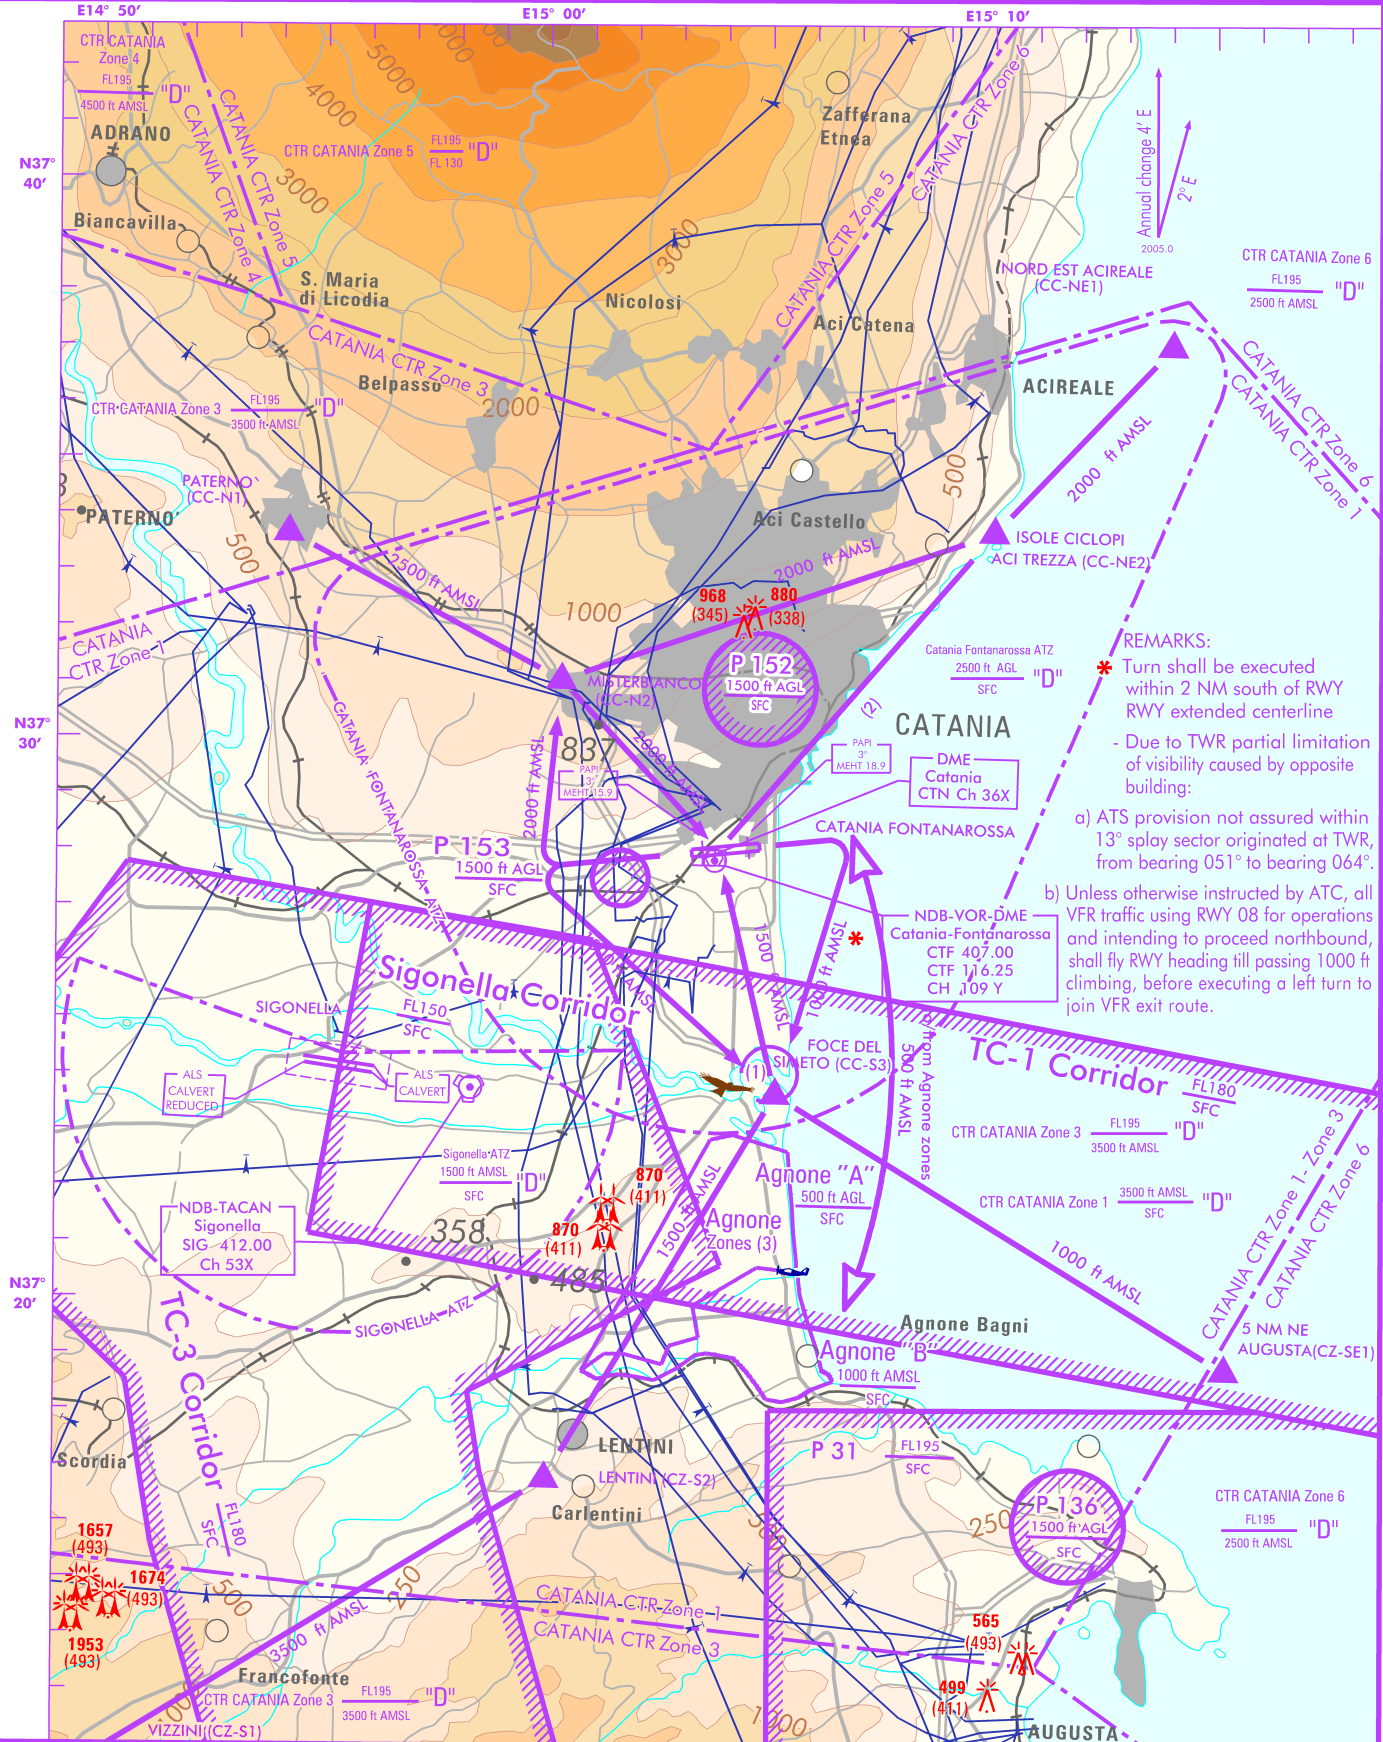 E14° 50′
E15° 00′
E15° 10′
CTR CATANIA
Zone 4
FL195
4500 ft AMSL
"D"
ADRANO
N37°
40′
Biancavilla
CATANIA CTR Zone 5
CATANIA CTR Zone 4
5000
4000
3000
CTR CATANIA Zone 5
FL195
FL 130
"D"
Zafferana
Etnea
CATANIA CTR Zone 6
CATANIA CTR Zone 5
3000
Annual change 4′ E
2° E
2005.0
NORD EST ACIREALE
(CC-NE1)
CTR CATANIA Zone 6
FL195
2500 ft AMSL
"D"
S. Maria
di Licodia
Nicolosi
Aci Catena
CATANIA CTR Zone 3
Belpasso
2000
ACIREALE
CATANIA CTR Zone 6
CATANIA CTR Zone 1
CTR CATANIA Zone 3
FL195
3500 ft AMSL
"D"
2000 ft AMSL
500
PATERNO`
(CC-N1)
PATERNO′
500
Aci Castello
ISOLE CICLOPI
ACI TREZZA (CC-NE2)
2500 ft AMSL
2000 ft AMSL
1000
968
(345)
880
(338)
CATANIA
CTR Zone 1
P 152
1500 ft AGL
SFC
MISTERBIANCO
(CC-N2)
Catania Fontanarossa ATZ
2500 ft AGL
SFC
"D"
REMARKS:
* Turn shall be executed
within 2 NM south of RWY
RWY extended centerline
- Due to TWR partial limitation
of visibility caused by opposite
building:
a) ATS provision not assured within
13° splay sector originated at TWR,
from bearing 051° to bearing 064°.
b) Unless otherwise instructed by ATC, all
VFR traffic using RWY 08 for operations
and intending to proceed northbound,
shall fly RWY heading till passing 1000 ft
climbing, before executing a left turn to
join VFR exit route.
N37°
30′
(2)
CATANIA
837
2000 ft AMSL
2000 ft AMSL
PAPI
3°
MEHT 15.9
PAPI
3°
MEHT 18.9
DME
Catania
CTN Ch 36X
CATANIA FONTANAROSSA ATZ
CATANIA FONTANAROSSA
P 153
1500 ft AGL
SFC
NDB-VOR-DME
Catania-Fontanarossa
CTF 407.00
CTF 116.25
CH 109 Y
1500 ft AMSL
1000 ft AMSL
*
Sigonella Corridor
FL150
SFC
SIGONELLA
FOCE DEL
SIMETO (CC-S3)
(1)
500 ft AMSL
TC-1 Corridor
FL180
SFC
ALS
CALVERT
REDUCED
ALS
CALVERT
Sigonella ATZ
1500 ft AMSL
SFC
"D"
CTR CATANIA Zone 3
FL195
3500 ft AMSL
"D"
CTR CATANIA Zone 1
3500 ft AMSL
SFC
"D"
870
(411)
870
(411)
Agnone "A"
500 ft AGL
SFC
Agnone
Zones (3)
NDB-TACAN
Sigonella
SIG 412.00
Ch 53X
358
485
N37°
20′
SIGONELLA ATZ
1000 ft AMSL
CATANIA CTR Zone 1-Zone 3
CATANIA CTR Zone 6
Agnone Bagni
Agnone "B"
1000 ft AMSL
SFC
5 NM NE
AUGUSTA(CZ-SE1)
TC-3 Corridor
FL180
SFC
Scordia
LENTINI
LENTINI (CZ-S2)
Carlentini
P 31
FL195
SFC
P 136
1500 ft AGL
SFC
250
CTR CATANIA Zone 6
FL195
2500 ft AMSL
"D"
1657
(493)
1674
(493)
1953
(493)
500
250
3500 ft AMSL
CATANIA CTR Zone 1
CATANIA CTR Zone 3
565
(493)
499
(411)
Francofonte
CTR CATANIA Zone 3
FL195
3500 ft AMSL
"D"
VIZZINI (CZ-S1)
1000
AUGUSTA